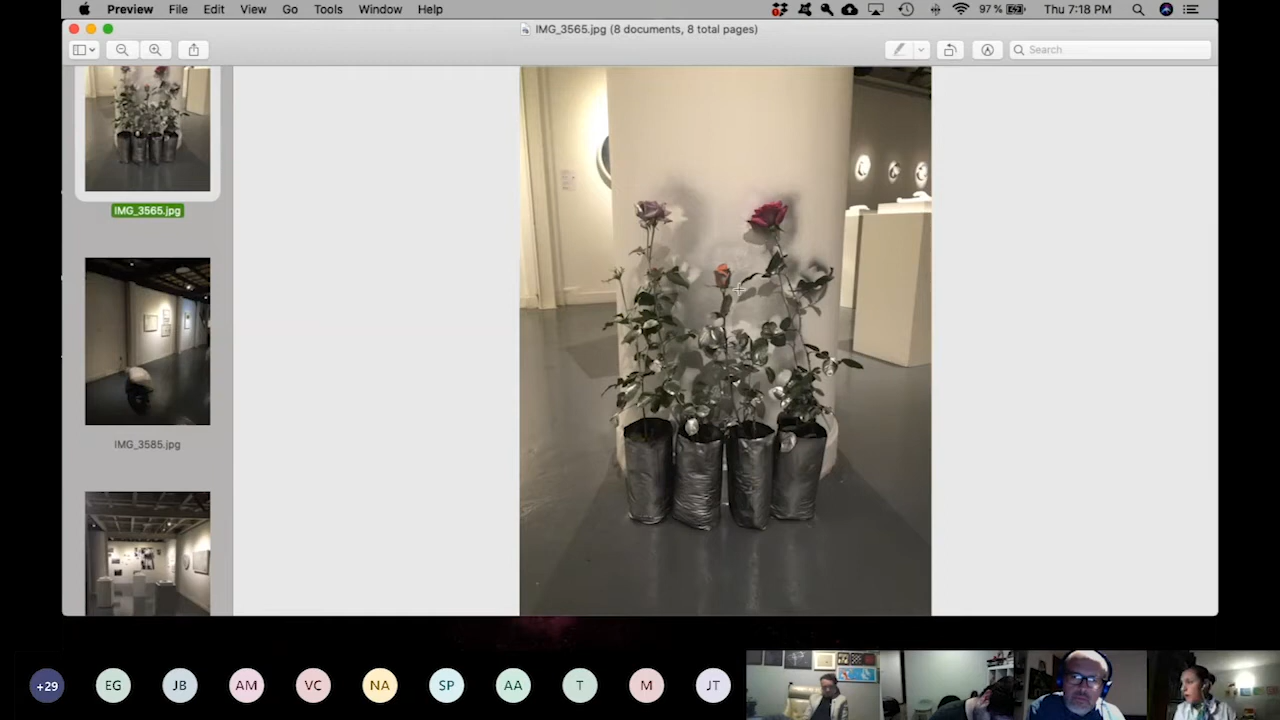 Preview File Edit View Go Tools Window Help 97% Thu 7:18 PM
IMG_3565.jpg (8 documents, 8 total pages)
Search
IMG_3565.jpg
IMG_3585.jpg
+29 EG JB AM VC NA SP AA T M JT